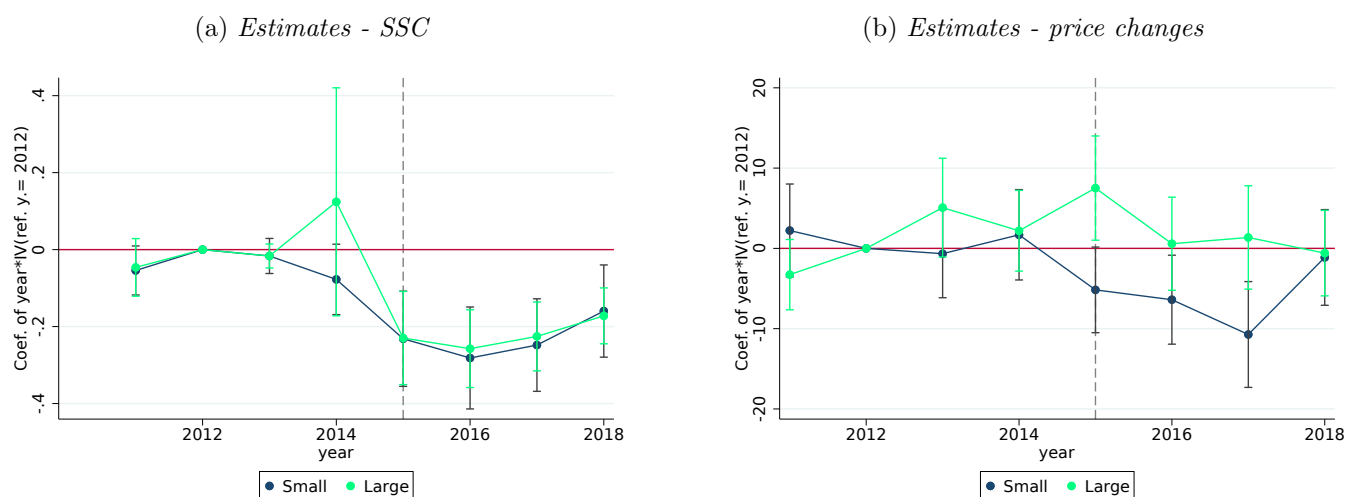 (a) Estimates - SSC
Coef. of year*IV(ref. y.= 2012)
.4
.2
0
-.2
-.4
2012 2014 2016 2018
year
Small Large
(b) Estimates - price changes
Coef. of year*IV(ref. y.= 2012)
20
10
0
-10
-20
2012 2014 2016 2018
year
Small Large